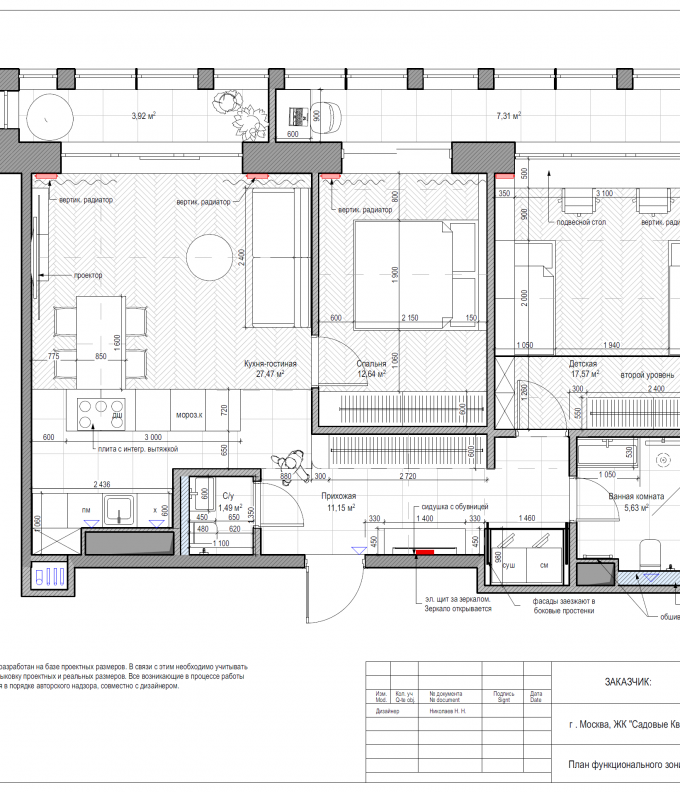 3,92 м²
7,31 м²
600
900
вертик. радиатор
вертик. радиатор
вертик. радиатор
вертик. ради
500
350
3 100
900
подвесной стол
800
2 400
1 900
проектор
2 000
1 600
775
850
600
2 150
150
1 050
1 940
1 060
Кухня-гостиная
27,47 м²
Спальня
12,64 м²
Детская
17,57 м²
второй уровень
300
2 400
1 260
550
600
720
ДШ
мороз.к
плита с интегр. вытяжкой
600
3 000
650
600
530
2 436
880
300
2 720
1 050
пм
х
600
1 060
600
С/у
1,49 м²
450
650
480
620
1 100
1 350
Прихожая
11,15 м²
сидушка с обувницей
330
1 400
330
1 460
450
450
Ванная комната
5,63 м²
980
суш
см
эл. щит за зеркалом.
Зеркало открывается
фасады заезжают в
боковые простенки
обшив
разработан на базе проектных размеров. В связи с этим необходимо учитывать
ыковку проектных и реальных размеров. Все возникающие в процессе работы
я в порядке авторского надзора, совместно с дизайнером.
Изм. Кол. уч № документа Подпись Дата
Mod. Q-te obj. № document Signt Date
Дизайнер Николаев Н. Н.
ЗАКАЗЧИК:
г . Москва, ЖК "Садовые Кв
План функционального зони